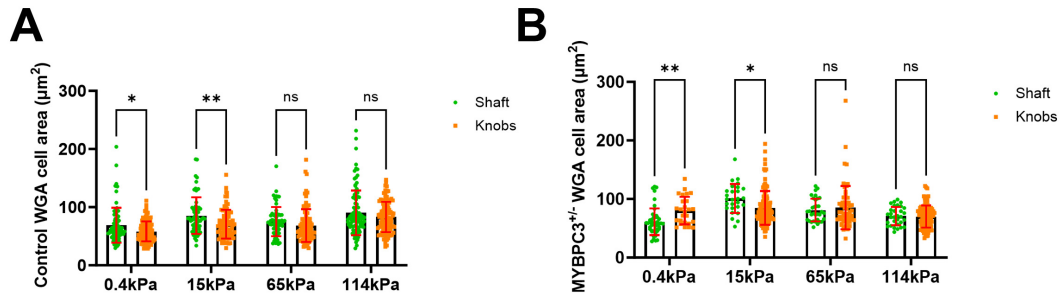 A
Control WGA cell area (µm²)
300
200
100
0
* ** ns ns
0.4kPa 15kPa 65kPa 114kPa
Shaft
Knobs
B
MYBPC3⁺/⁻ WGA cell area (µm²)
300
200
100
0
** * ns ns
0.4kPa 15kPa 65kPa 114kPa
Shaft
Knobs